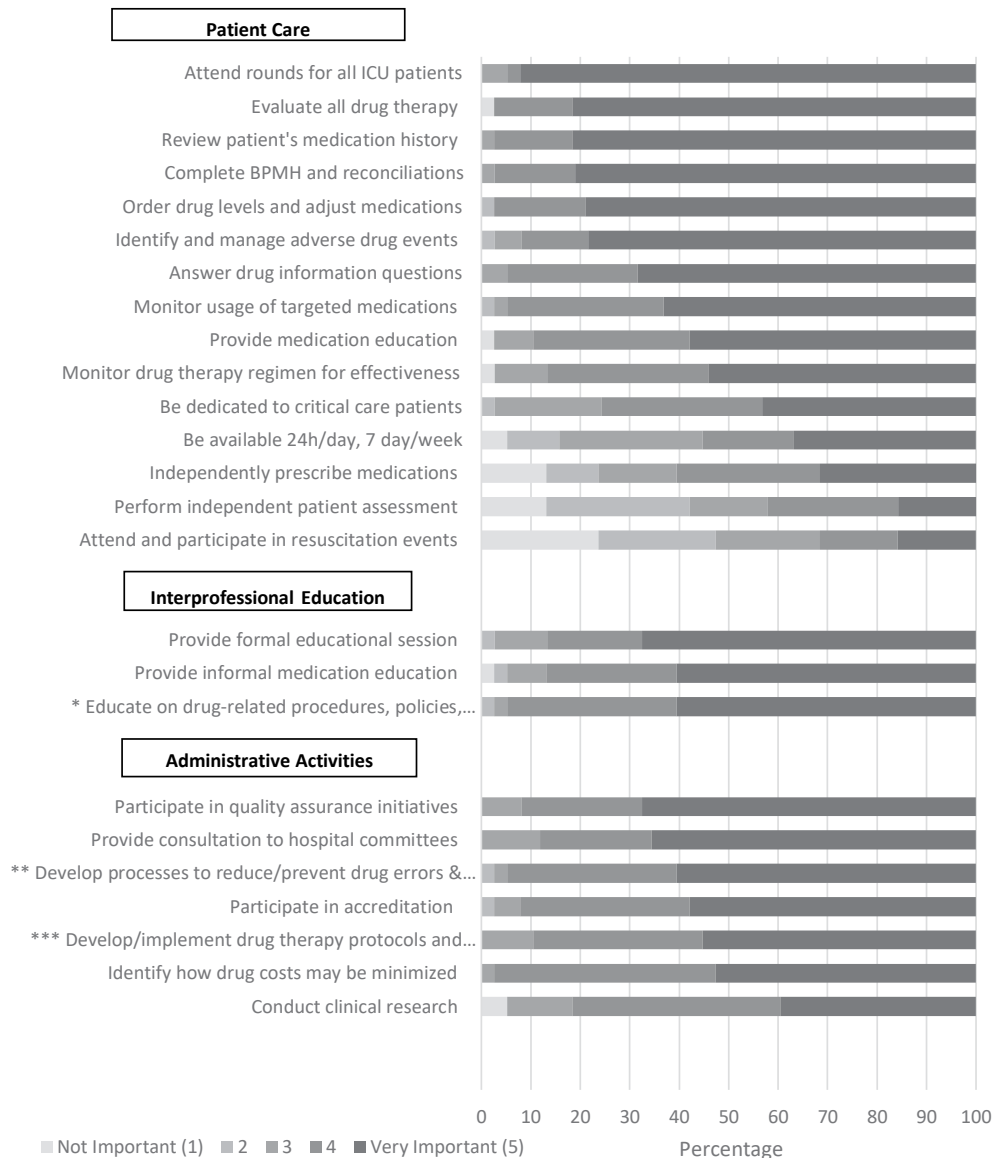 Patient Care
Attend rounds for all ICU patients
Evaluate all drug therapy
Review patient's medication history
Complete BPMH and reconciliations
Order drug levels and adjust medications
Identify and manage adverse drug events
Answer drug information questions
Monitor usage of targeted medications
Provide medication education
Monitor drug therapy regimen for effectiveness
Be dedicated to critical care patients
Be available 24h/day, 7 day/week
Independently prescribe medications
Perform independent patient assessment
Attend and participate in resuscitation events
Interprofessional Education
Provide formal educational session
Provide informal medication education
* Educate on drug-related procedures, policies,...
Administrative Activities
Participate in quality assurance initiatives
Provide consultation to hospital committees
** Develop processes to reduce/prevent drug errors &...
Participate in accreditation
*** Develop/implement drug therapy protocols and...
Identify how drug costs may be minimized
Conduct clinical research
0 10 20 30 40 50 60 70 80 90 100
Not Important (1) 2 3 4 Very Important (5)
Percentage